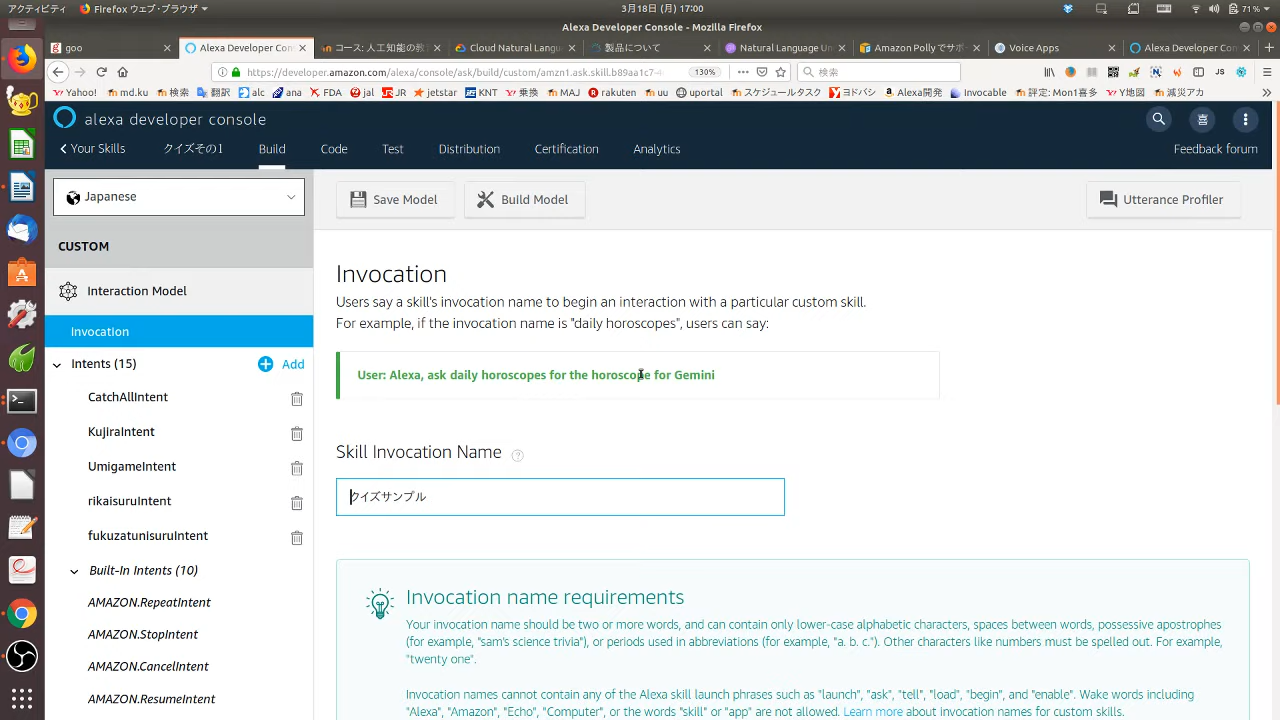 アクティビティ Firefox ウェブ・ブラウザ 3月18日 (月) 17:00 71%
Alexa Developer Console - Mozilla Firefox
goo Alexa Developer Cons コース: 人工知能の教 Cloud Natural Langu 製品について Natural Language Un Amazon Pollyでサポ Voice Apps Alexa Developer Con
https://developer.amazon.com/alexa/console/ask/build/custom/amzn1.ask.skill.b89aa1c7- 130% 検索
Yahoo! md.ku 検索 翻訳 alc ana FDA jal JR jetstar KNT 乗換 MAJ rakuten uu uportal スケジュールタスク ヨドバシ Alexa開発 Invocable 評定: Mon1喜多 Y地図 減災アカ
alexa developer console
Your Skills クイズその1 Build Code Test Distribution Certification Analytics Feedback forum
Japanese Save Model Build Model Utterance Profiler
CUSTOM
Interaction Model
Invocation
Intents (15) Add
CatchAllIntent
KujiraIntent
UmigameIntent
rikaisuruIntent
fukuzatunisuruIntent
Built-In Intents (10)
AMAZON.RepeatIntent
AMAZON.StopIntent
AMAZON.CancelIntent
AMAZON.ResumeIntent
Invocation
Users say a skill's invocation name to begin an interaction with a particular custom skill.
For example, if the invocation name is "daily horoscopes", users can say:
User: Alexa, ask daily horoscopes for the horoscope for Gemini
Skill Invocation Name
クイズサンプル
Invocation name requirements
Your invocation name should be two or more words, and can contain only lower-case alphabetic characters, spaces between words, possessive apostrophes
(for example, "sam's science trivia"), or periods used in abbreviations (for example, "a. b. c."). Other characters like numbers must be spelled out. For example,
"twenty one".
Invocation names cannot contain any of the Alexa skill launch phrases such as "launch", "ask", "tell", "load", "begin", and "enable". Wake words including
"Alexa", "Amazon", "Echo", "Computer", or the words "skill" or "app" are not allowed. Learn more about invocation names for custom skills.